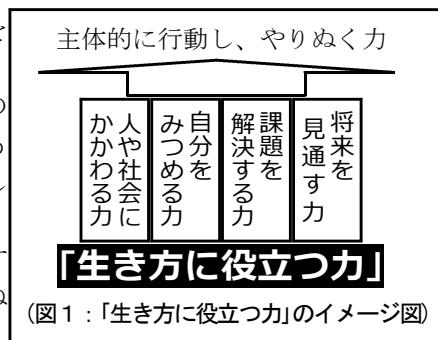 主体的に行動し、やりぬく力
将来を
見通す力
課題を
解決する力
自分を
みつめる力
人や社会に
かかわる力
「生き方に役立つ力」
(図1:「生き方に役立つ力」のイメージ図)